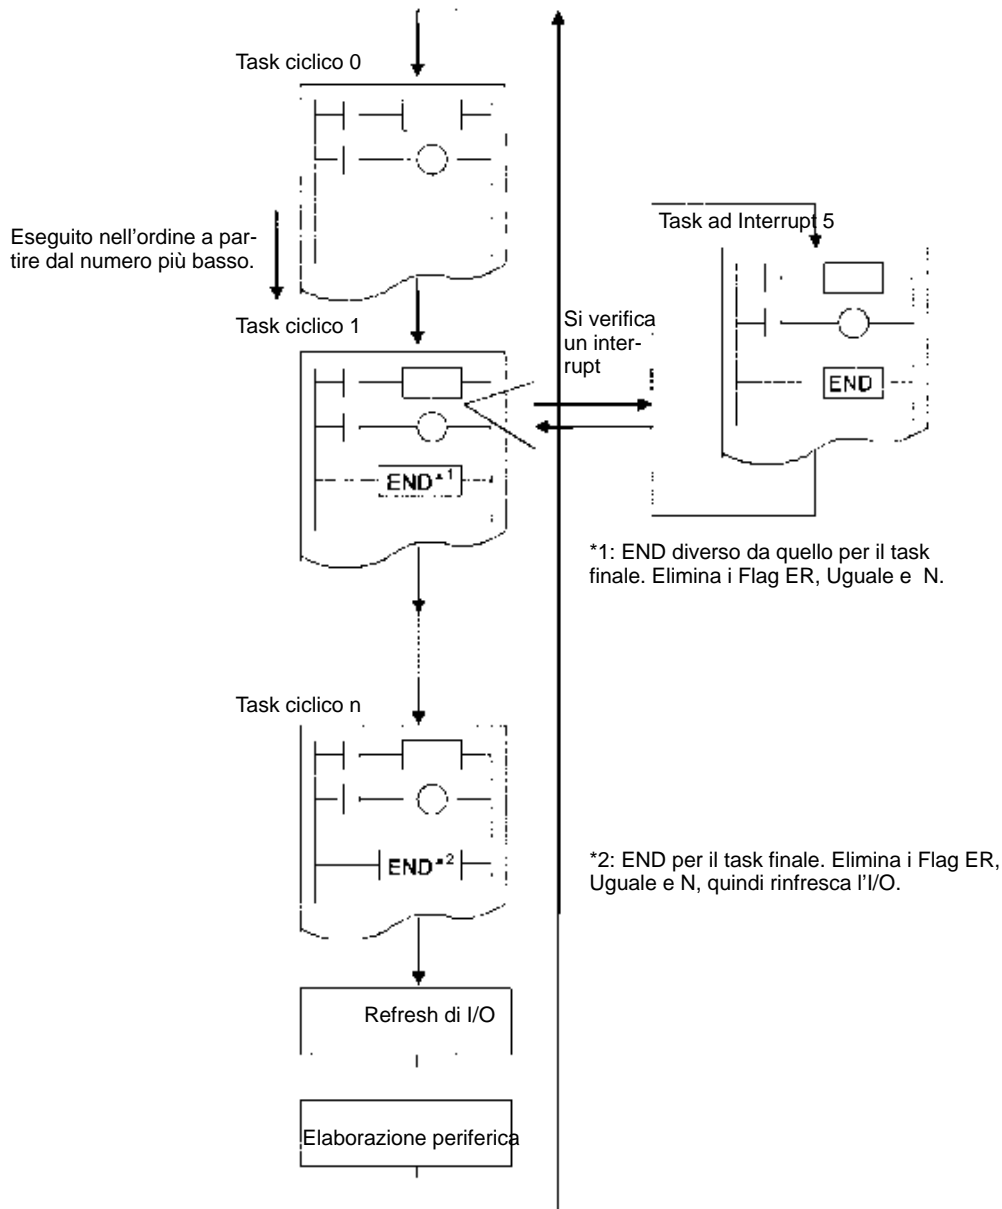 Task ciclico 0
Eseguito nell'ordine a par-
tire dal numero più basso.
Task ciclico 1
END*1
Si verifica
un inter-
rupt
Task ad Interrupt 5
END
*1: END diverso da quello per il task
finale. Elimina i Flag ER, Uguale e N.
Task ciclico n
END*2
*2: END per il task finale. Elimina i Flag ER,
Uguale e N, quindi rinfresca l'I/O.
Refresh di I/O
Elaborazione periferica